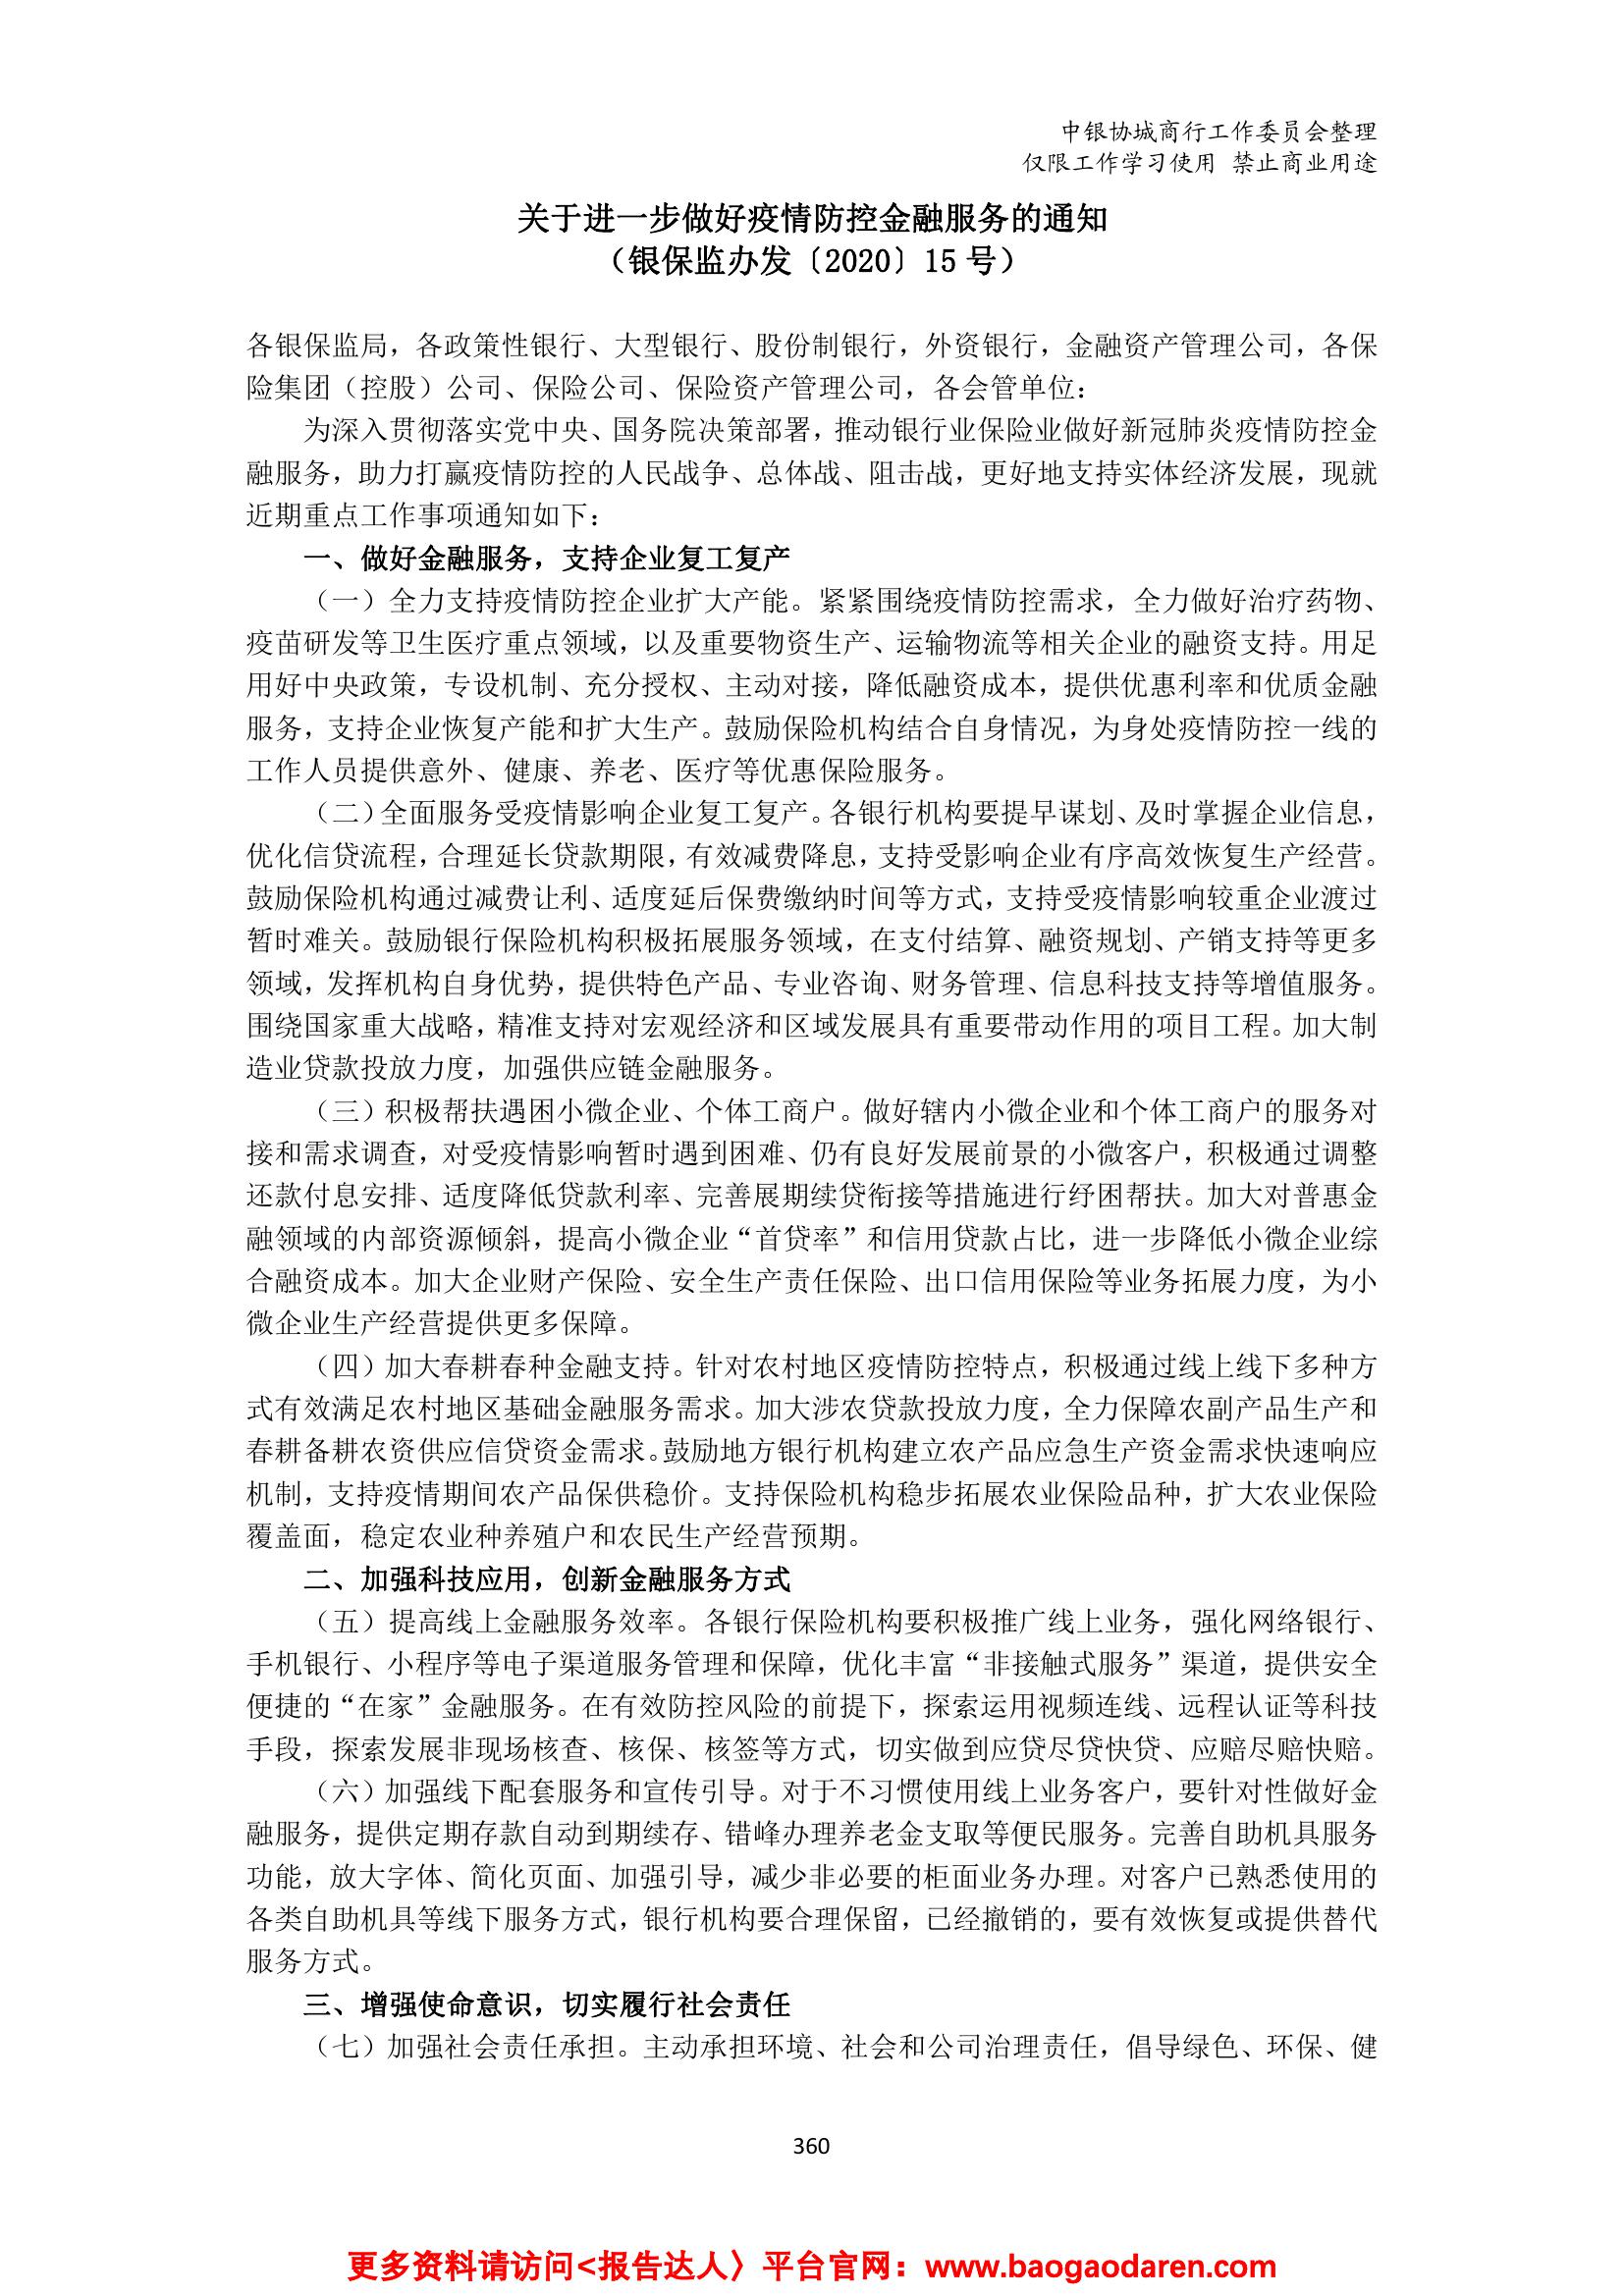 中银协城商行工作委员会整理
仅限工作学习使用 禁止商业用途
关于进一步做好疫情防控金融服务的通知
（银保监办发〔2020〕15 号）
各银保监局，各政策性银行、大型银行、股份制银行，外资银行，金融资产管理公司，各保
险集团（控股）公司、保险公司、保险资产管理公司，各会管单位：
为深入贯彻落实党中央、国务院决策部署，推动银行业保险业做好新冠肺炎疫情防控金
融服务，助力打赢疫情防控的人民战争、总体战、阻击战，更好地支持实体经济发展，现就
近期重点工作事项通知如下：
一、做好金融服务，支持企业复工复产
（一）全力支持疫情防控企业扩大产能。紧紧围绕疫情防控需求，全力做好治疗药物、
疫苗研发等卫生医疗重点领域，以及重要物资生产、运输物流等相关企业的融资支持。用足
用好中央政策，专设机制、充分授权、主动对接，降低融资成本，提供优惠利率和优质金融
服务，支持企业恢复产能和扩大生产。鼓励保险机构结合自身情况，为身处疫情防控一线的
工作人员提供意外、健康、养老、医疗等优惠保险服务。
（二）全面服务受疫情影响企业复工复产。各银行机构要提早谋划、及时掌握企业信息，
优化信贷流程，合理延长贷款期限，有效减费降息，支持受影响企业有序高效恢复生产经营。
鼓励保险机构通过减费让利、适度延后保费缴纳时间等方式，支持受疫情影响较重企业渡过
暂时难关。鼓励银行保险机构积极拓展服务领域，在支付结算、融资规划、产销支持等更多
领域，发挥机构自身优势，提供特色产品、专业咨询、财务管理、信息科技支持等增值服务。
围绕国家重大战略，精准支持对宏观经济和区域发展具有重要带动作用的项目工程。加大制
造业贷款投放力度，加强供应链金融服务。
（三）积极帮扶遇困小微企业、个体工商户。做好辖内小微企业和个体工商户的服务对
接和需求调查，对受疫情影响暂时遇到困难、仍有良好发展前景的小微客户，积极通过调整
还款付息安排、适度降低贷款利率、完善展期续贷衔接等措施进行纾困帮扶。加大对普惠金
融领域的内部资源倾斜，提高小微企业“首贷率”和信用贷款占比，进一步降低小微企业综
合融资成本。加大企业财产保险、安全生产责任保险、出口信用保险等业务拓展力度，为小
微企业生产经营提供更多保障。
（四）加大春耕春种金融支持。针对农村地区疫情防控特点，积极通过线上线下多种方
式有效满足农村地区基础金融服务需求。加大涉农贷款投放力度，全力保障农副产品生产和
春耕备耕农资供应信贷资金需求。鼓励地方银行机构建立农产品应急生产资金需求快速响应
机制，支持疫情期间农产品保供稳价。支持保险机构稳步拓展农业保险品种，扩大农业保险
覆盖面，稳定农业种养殖户和农民生产经营预期。
二、加强科技应用，创新金融服务方式
（五）提高线上金融服务效率。各银行保险机构要积极推广线上业务，强化网络银行、
手机银行、小程序等电子渠道服务管理和保障，优化丰富“非接触式服务”渠道，提供安全
便捷的“在家”金融服务。在有效防控风险的前提下，探索运用视频连线、远程认证等科技
手段，探索发展非现场核查、核保、核签等方式，切实做到应贷尽贷快贷、应赔尽赔快赔。
（六）加强线下配套服务和宣传引导。对于不习惯使用线上业务客户，要针对性做好金
融服务，提供定期存款自动到期续存、错峰办理养老金支取等便民服务。完善自助机具服务
功能，放大字体、简化页面、加强引导，减少非必要的柜面业务办理。对客户已熟悉使用的
各类自助机具等线下服务方式，银行机构要合理保留，已经撤销的，要有效恢复或提供替代
服务方式。
三、增强使命意识，切实履行社会责任
（七）加强社会责任承担。主动承担环境、社会和公司治理责任，倡导绿色、环保、健
360
更多资料请访问<报告达人〉平台官网：www.baogaodaren.com